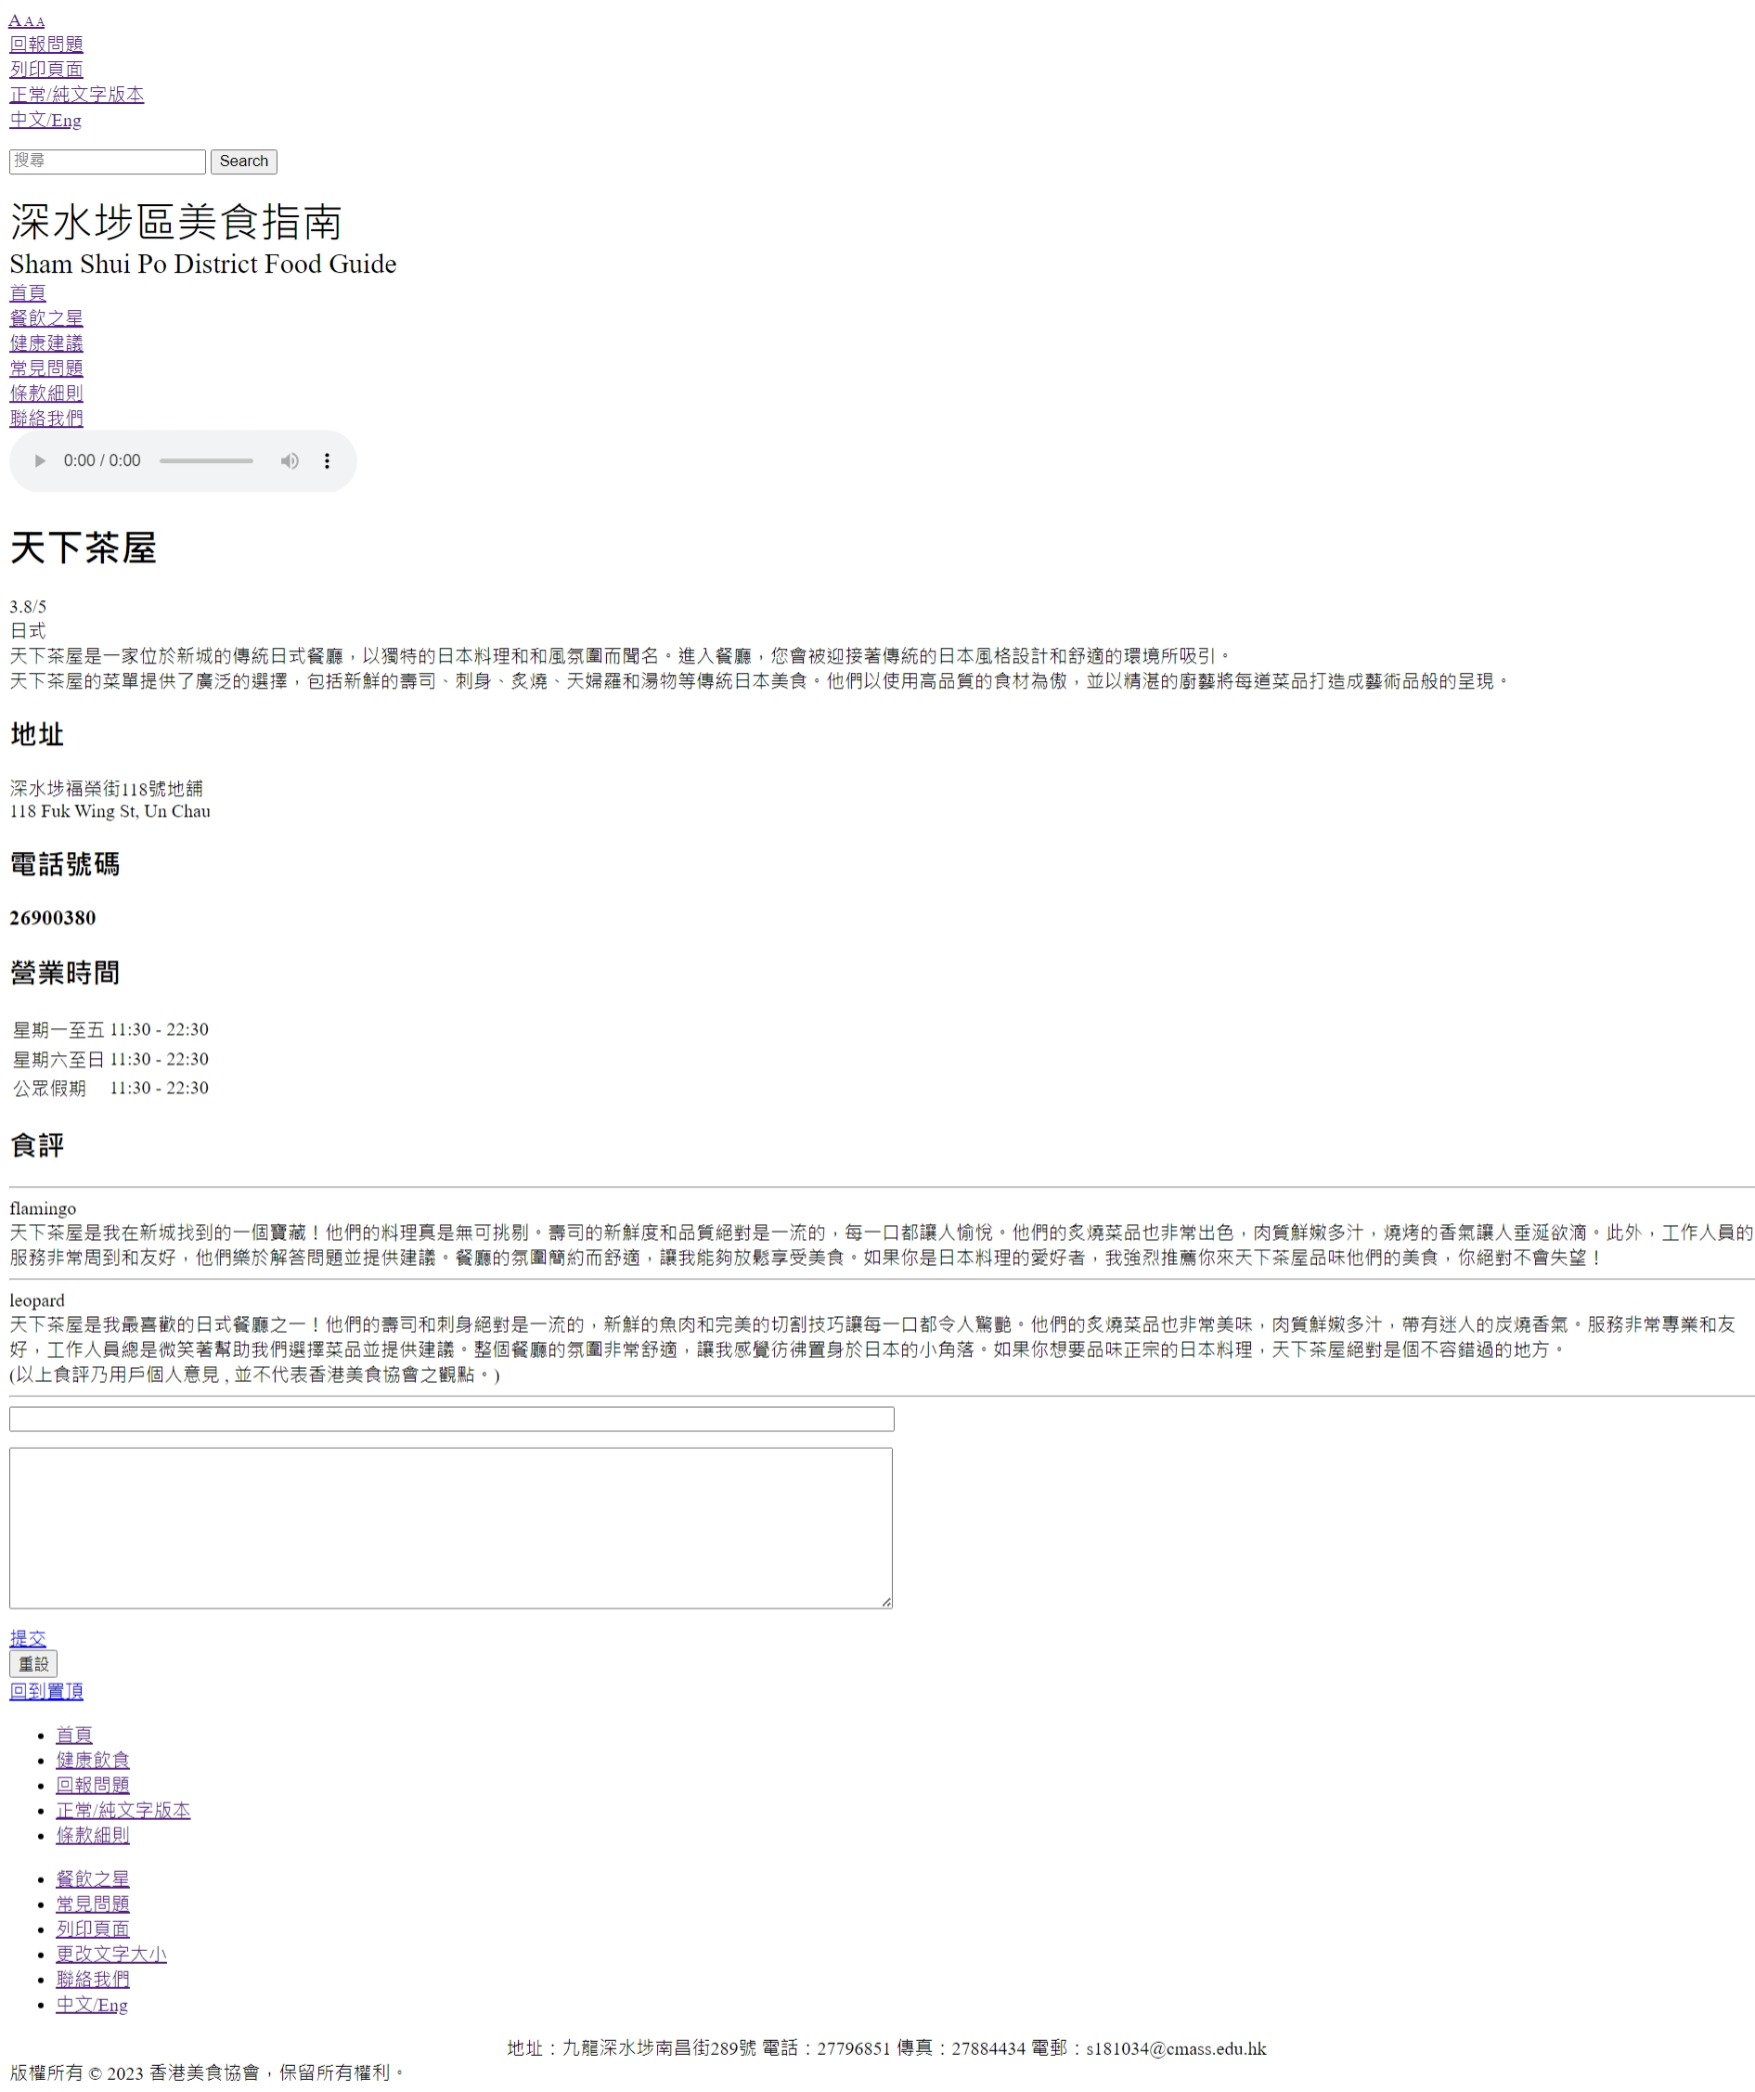 A A A
回報問題
列印頁面
正常/純文字版本
中文/Eng
搜尋 Search
深水埗區美食指南
Sham Shui Po District Food Guide
首頁
餐飲之星
健康建議
常見問題
條款細則
聯絡我們
0:00 / 0:00
天下茶屋
3.8/5
日式
天下茶屋是一家位於新城的傳統日式餐廳，以獨特的日本料理和和風氛圍而聞名。進入餐廳，您會被迎接著傳統的日本風格設計和舒適的環境所吸引。
天下茶屋的菜單提供了廣泛的選擇，包括新鮮的壽司、刺身、炙燒、天婦羅和湯物等傳統日本美食。他們以使用高品質的食材為傲，並以精湛的廚藝將每道菜品打造成藝術品般的呈現。
地址
深水埗福榮街118號地舖
118 Fuk Wing St, Un Chau
電話號碼
26900380
營業時間
星期一至五 11:30 - 22:30
星期六至日 11:30 - 22:30
公眾假期 11:30 - 22:30
食評
flamingo
天下茶屋是我在新城找到的一個寶藏！他們的料理真是無可挑剔。壽司的新鮮度和品質絕對是一流的，每一口都讓人愉悅。他們的炙燒菜品也非常出色，肉質鮮嫩多汁，燒烤的香氣讓人垂涎欲滴。此外，工作人員的
服務非常周到和友好，他們樂於解答問題並提供建議。餐廳的氛圍簡約而舒適，讓我能夠放鬆享受美食。如果你是日本料理的愛好者，我強烈推薦你來天下茶屋品味他們的美食，你絕對不會失望！
leopard
天下茶屋是我最喜歡的日式餐廳之一！他們的壽司和刺身絕對是一流的，新鮮的魚肉和完美的切割技巧讓每一口都令人驚艷。他們的炙燒菜品也非常美味，肉質鮮嫩多汁，帶有迷人的炭燒香氣。服務非常專業和友
好，工作人員總是微笑著幫助我們選擇菜品並提供建議。整個餐廳的氛圍非常舒適，讓我感覺彷彿置身於日本的小角落。如果你想要品味正宗的日本料理，天下茶屋絕對是個不容錯過的地方。
(以上食評乃用戶個人意見 , 並不代表香港美食協會之觀點。)
提交
重設
回到置頂
首頁
健康飲食
回報問題
正常/純文字版本
條款細則
餐飲之星
常見問題
列印頁面
更改文字大小
聯絡我們
中文/Eng
地址：九龍深水埗南昌街289號 電話：27796851 傳真：27884434 電郵：s181034@cmass.edu.hk
版權所有 © 2023 香港美食協會，保留所有權利。